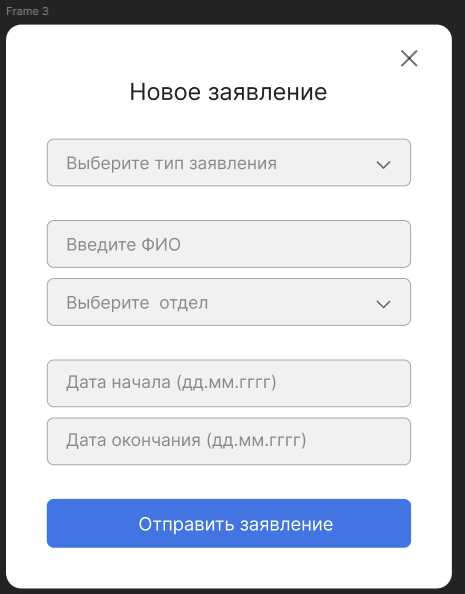 Frame 3
Новое заявление
Выберите тип заявления
Введите ФИО
Выберите  отдел
Дата начала (дд.мм.гггг)
Дата окончания (дд.мм.гггг)
Отправить заявление